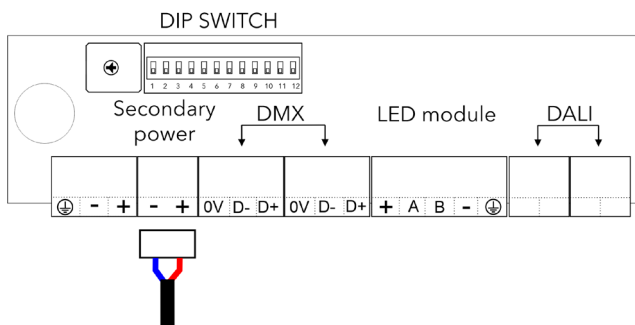 DIP SWITCH
1 2 3 4 5 6 7 8 9 10 11 12
Secondary power
DMX
LED module
DALI
- + - + 0V D- D+ 0V D- D+ + A B -